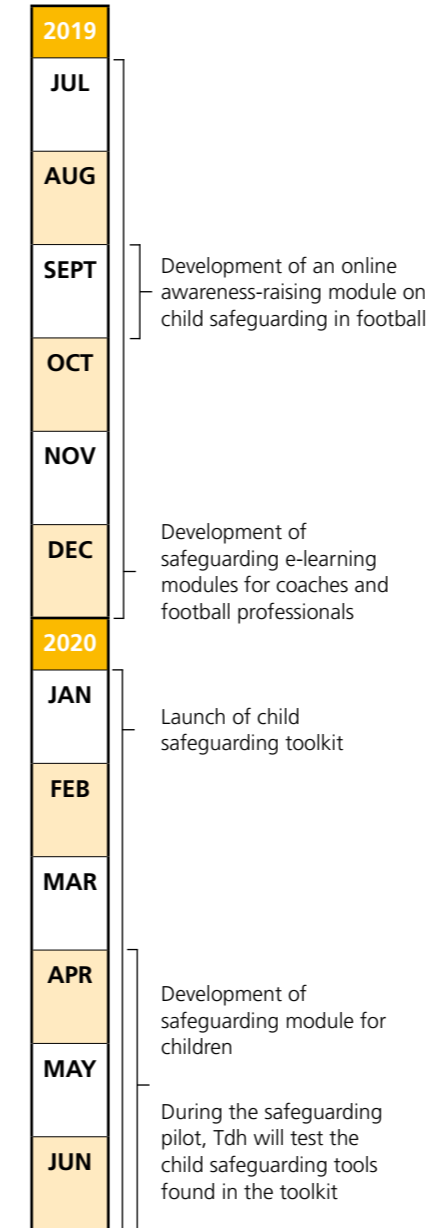 2019
JUL
AUG
SEPT
Development of an online
awareness-raising module on
child safeguarding in football
OCT
NOV
DEC
Development of
safeguarding e-learning
modules for coaches and
football professionals
2020
JAN
Launch of child
safeguarding toolkit
FEB
MAR
APR
Development of
safeguarding module for
children
MAY
During the safeguarding
pilot, Tdh will test the
child safeguarding tools
found in the toolkit
JUN